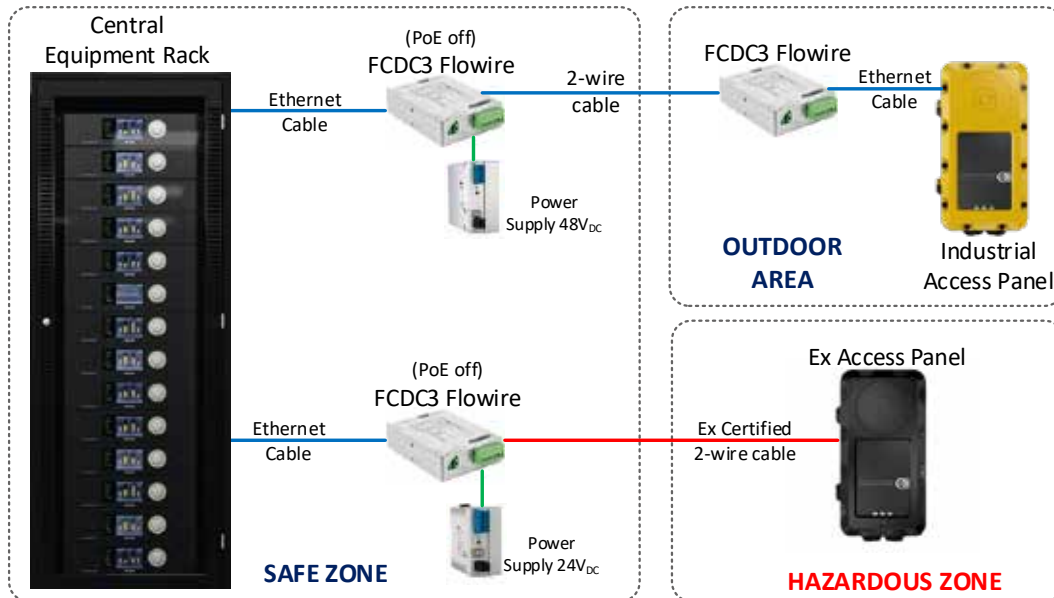 Central
Equipment Rack
(PoE off)
FCDC3 Flowire
Ethernet
Cable
2-wire
cable
Power
Supply 48VDC
FCDC3 Flowire
Ethernet
Cable
OUTDOOR
AREA
Industrial
Access Panel
(PoE off)
FCDC3 Flowire
Ethernet
Cable
Power
Supply 24VDC
SAFE ZONE
Ex Access Panel
Ex Certified
2-wire cable
HAZARDOUS ZONE